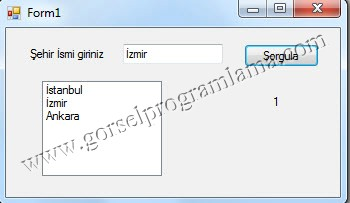 Form1
Şehir İsmi giriniz
İzmir
Sorgula
İstanbul
İzmir
Ankara
1
www.gorselprogramlama.com